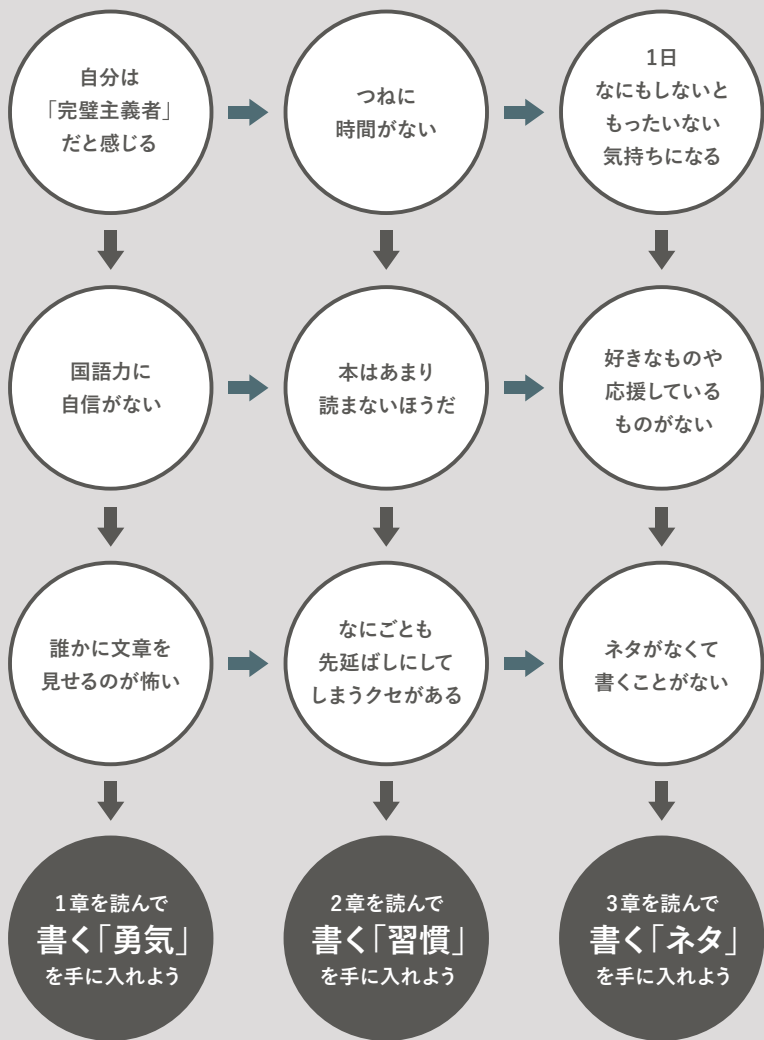 自分は
「完璧主義者」
だと感じる
つねに
時間がない
1日
なにもしないと
もったいない
気持ちになる
国語力に
自信がない
本はあまり
読まないほうだ
好きなものや
応援している
ものがない
誰かに文章を
見せるのが怖い
なにごとも
先延ばしにして
しまうクセがある
ネタがなくて
書くことがない
1章を読んで
書く「勇気」
を手に入れよう
2章を読んで
書く「習慣」
を手に入れよう
3章を読んで
書く「ネタ」
を手に入れよう